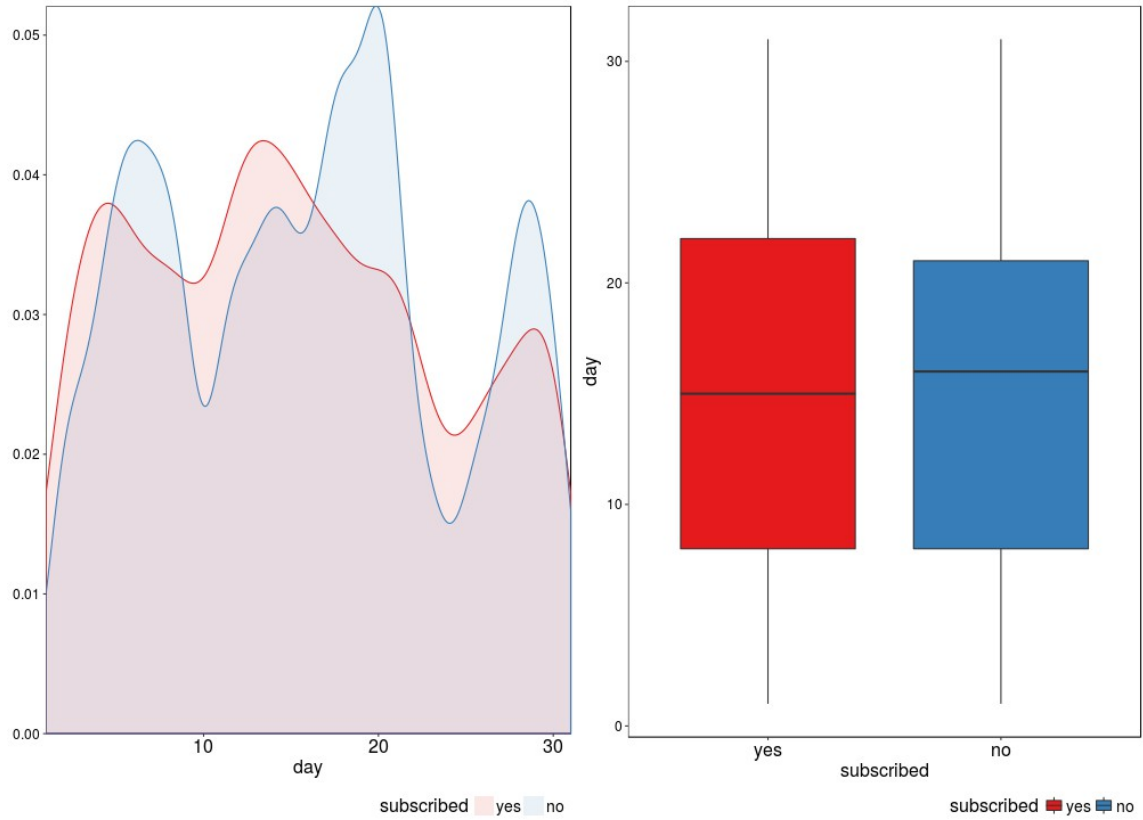 0.05
0.04
0.03
0.02
0.01
0.00
10 20 30
day
subscribed yes no
30
20
10
0
day
yes no
subscribed
subscribed yes no